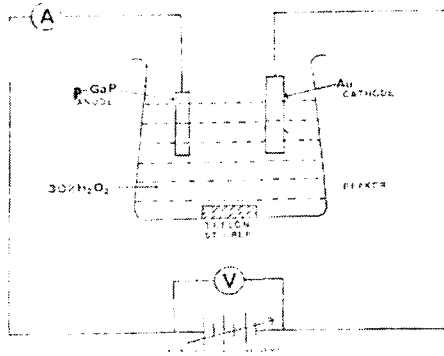 A
p-GaP
ANODE
Au
CATHODE
30%H₂O₂
BEAKER
TEFLON
STIRRER
V